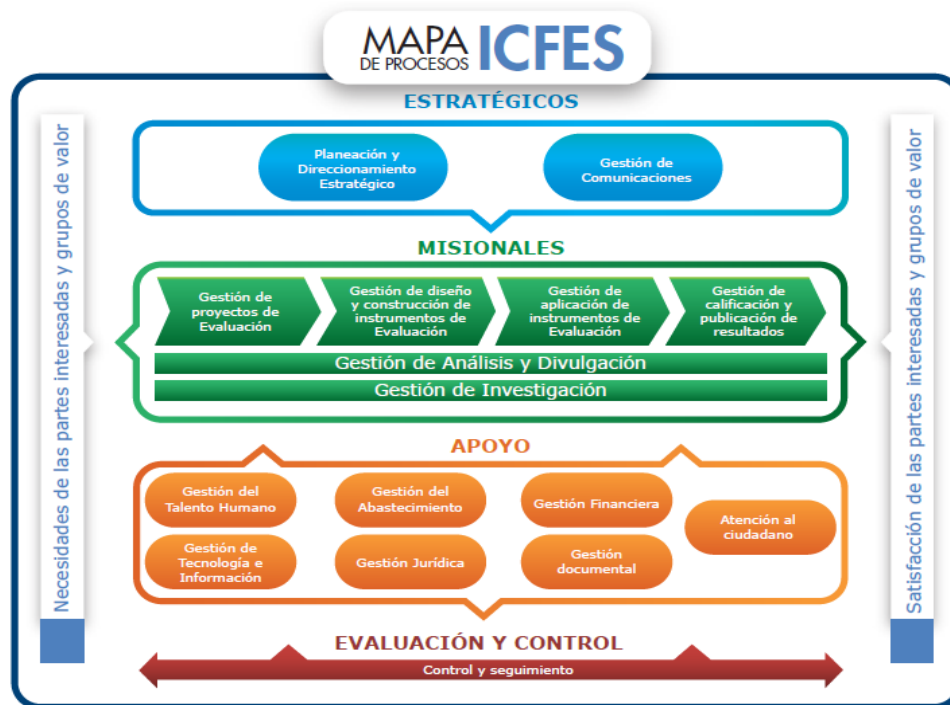 MAPA
DE PROCESOS
ICFES
ESTRATÉGICOS
Planeación y
Direccionamiento
Estratégico
Gestión de
Comunicaciones
Necesidades de las partes interesadas y grupos de valor
MISIONALES
Gestión de
proyectos de
Evaluación
Gestión de diseño
y construcción de
instrumentos de
Evaluación
Gestión de
aplicación de
instrumentos de
Evaluación
Gestión de
calificación y
publicación de
resultados
Gestión de Análisis y Divulgación
Gestión de Investigación
APOYO
Gestión del
Talento Humano
Gestión del
Abastecimiento
Gestión Financiera
Atención al
ciudadano
Gestión de
Tecnología e
Información
Gestión Jurídica
Gestión
documental
EVALUACIÓN Y CONTROL
Control y seguimiento
Satisfacción de las partes interesadas y grupos de valor